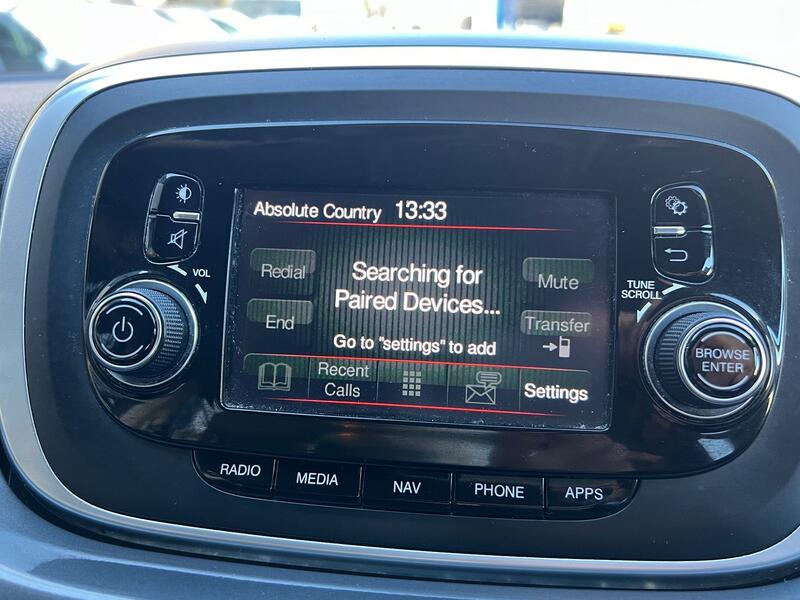 Absolute Country 13:33
VOL
Redial
Searching for
Paired Devices...
Mute
TUNE
SCROLL
End
Transfer
Go to "settings" to add
Recent
Calls
Settings
BROWSE
ENTER
RADIO
MEDIA
NAV
PHONE
APPS